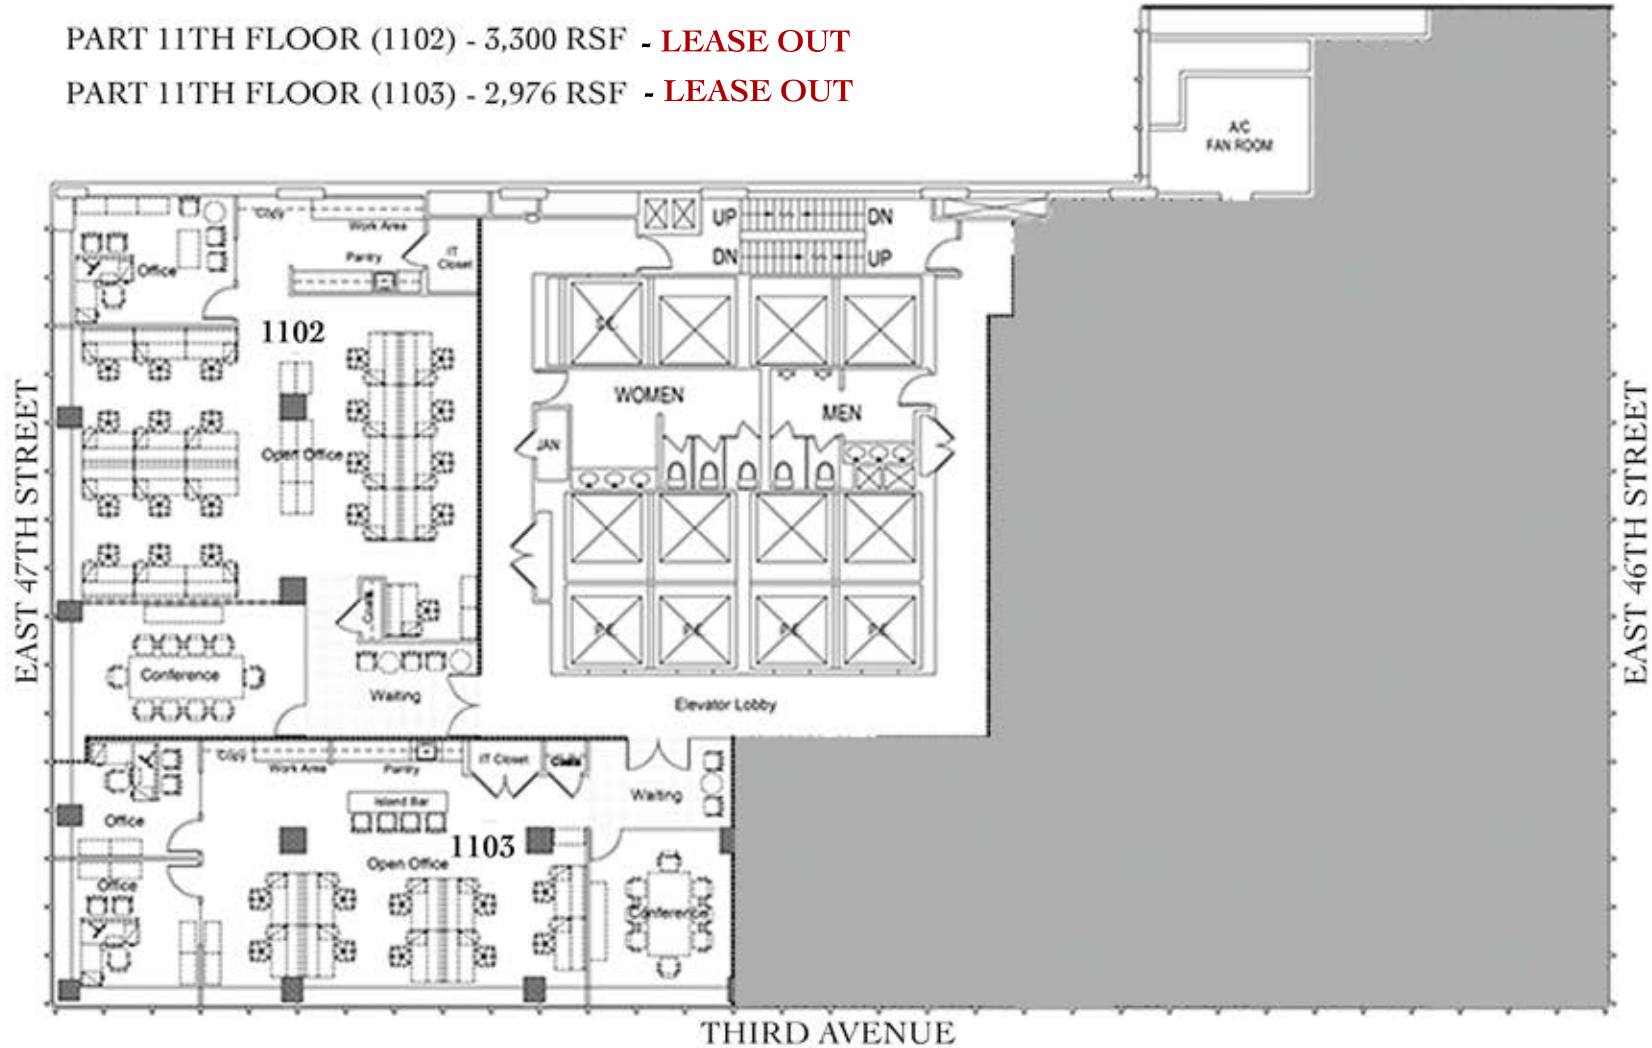 PART 11TH FLOOR (1102) - 3,300 RSF - LEASE OUT
PART 11TH FLOOR (1103) - 2,976 RSF - LEASE OUT
A/C
FAN ROOM
Copy
Work Area
UP
DN
Pantry
IT
Closet
DN
UP
Office
1102
WOMEN
MEN
JAN
Open Office
EAST 47TH STREET
EAST 46TH STREET
Conference
Waiting
Elevator Lobby
Copy
Work Area
Pantry
IT Closet
Island Bar
Waiting
Office
1103
Open Office
Office
Conference
THIRD AVENUE